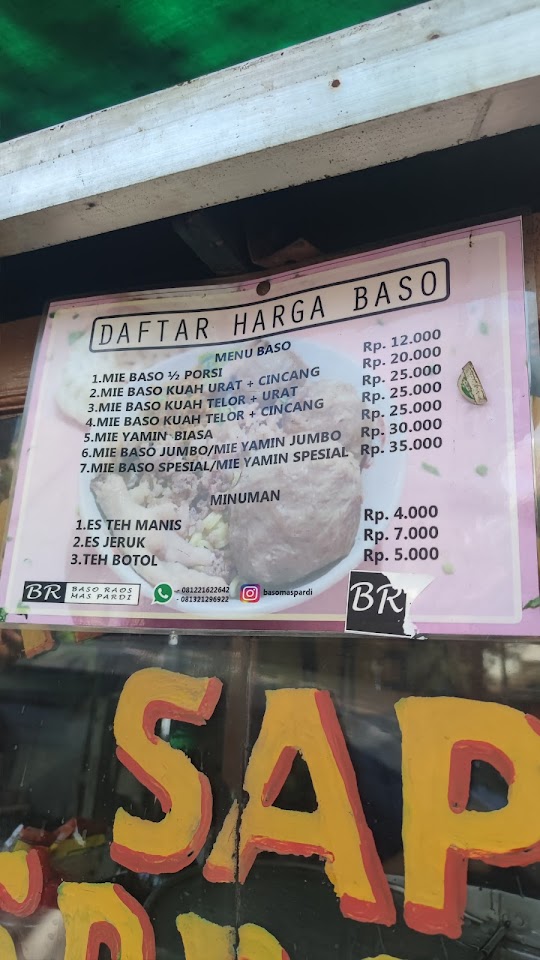 DAFTAR HARGA BASO
MENU BASO
1.MIE BASO ½ PORSI Rp. 12.000
2.MIE BASO KUAH URAT + CINCANG Rp. 20.000
3.MIE BASO KUAH TELOR + URAT Rp. 25.000
4.MIE BASO KUAH TELOR + CINCANG Rp. 25.000
5.MIE YAMIN BIASA Rp. 25.000
6.MIE BASO JUMBO/MIE YAMIN JUMBO Rp. 30.000
7.MIE BASO SPESIAL/MIE YAMIN SPESIAL Rp. 35.000
MINUMAN
1.ES TEH MANIS Rp. 4.000
2.ES JERUK Rp. 7.000
3.TEH BOTOL Rp. 5.000
BR BASO RAOS
MAS PARDI
- 081221622642
- 081321296922
basomaspardi
BR
SAP